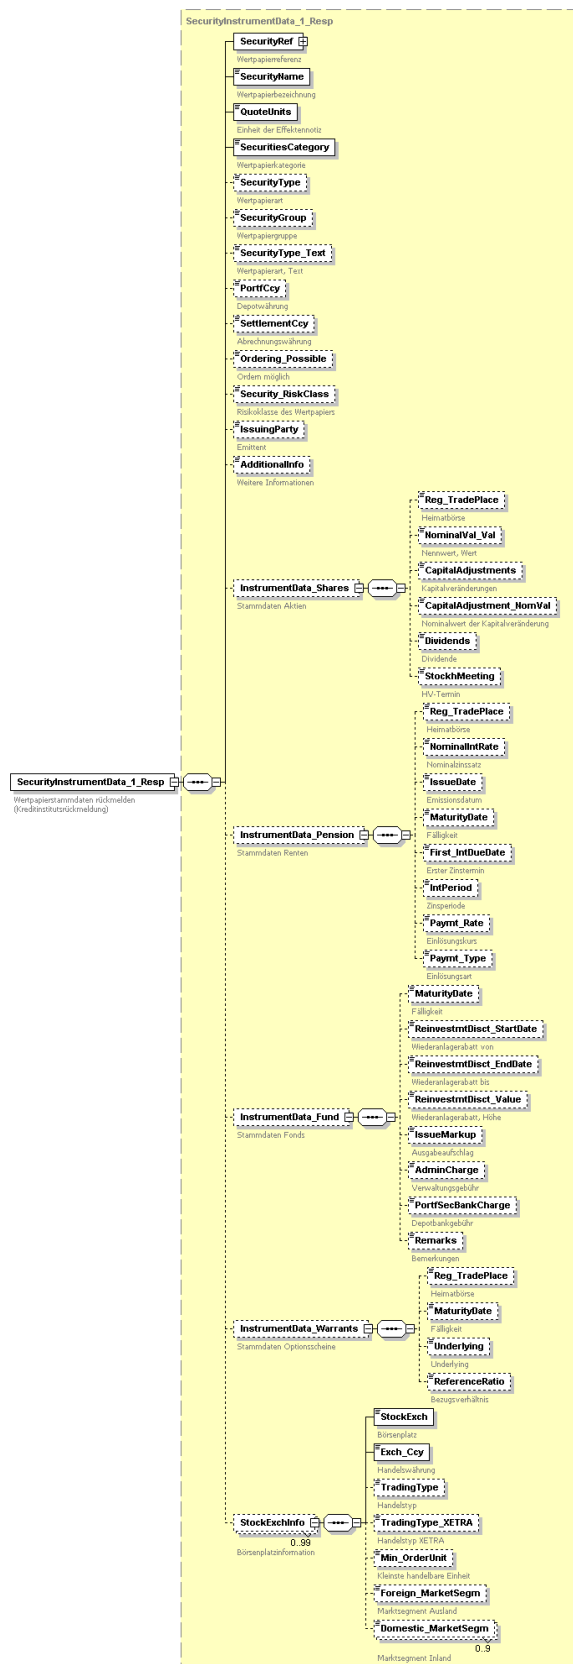 SecurityInstrumentData_1_Resp
SecurityRef
Wertpapierreferenz
SecurityName
Wertpapierbezeichnung
QuoteUnits
Einheit der Effektennotiz
SecuritiesCategory
Wertpapierkategorie
SecurityType
Wertpapierart
SecurityGroup
Wertpapiergruppe
SecurityType_Text
Wertpapierart, Text
PortfCcy
Depotwährung
SettlementCcy
Abrechnungswährung
Ordering_Possible
Ordern möglich
Security_RiskClass
Risikoklasse des Wertpapiers
IssuingParty
Emittent
AdditionalInfo
Weitere Informationen
Reg_TradePlace
Heimatbörse
NominalVal_Val
Nennwert, Wert
CapitalAdjustments
Kapitalveränderungen
InstrumentData_Shares
Stammdaten Aktien
CapitalAdjustment_NomVal
Nominalwert der Kapitalveränderung
Dividends
Dividende
StockhMeeting
HV-Termin
Reg_TradePlace
Heimatbörse
NominalIntRate
Nominalzinssatz
SecurityInstrumentData_1_Resp
Wertpapierstammdaten rückmelden
(Kreditinstitutsrückmeldung)
IssueDate
Emissionsdatum
MaturityDate
Fälligkeit
InstrumentData_Pension
Stammdaten Renten
First_IntDueDate
Erster Zinstermin
IntPeriod
Zinsperiode
Paymt_Rate
Einlösungskurs
Paymt_Type
Einlösungsart
MaturityDate
Fälligkeit
ReinvestmtDisct_StartDate
Wiederanlagerabatt von
ReinvestmtDisct_EndDate
Wiederanlagerabatt bis
ReinvestmtDisct_Value
Wiederanlagerabatt, Höhe
InstrumentData_Fund
Stammdaten Fonds
IssueMarkup
Ausgabeaufschlag
AdminCharge
Verwaltungsgebühr
PortfSecBankCharge
Depotbankgebühr
Remarks
Bemerkungen
Reg_TradePlace
Heimatbörse
MaturityDate
Fälligkeit
InstrumentData_Warrants
Stammdaten Optionsscheine
Underlying
Underlying
ReferenceRatio
Bezugsverhältnis
StockExch
Börsenplatz
Exch_Ccy
Handelswährung
TradingType
Handelstyp
StockExchInfo
0..99
Börsenplatzinformation
TradingType_XETRA
Handelstyp XETRA
Min_OrderUnit
Kleinste handelbare Einheit
Foreign_MarketSegm
Marktsegment Ausland
Domestic_MarketSegm
0..9
Marktsegment Inland